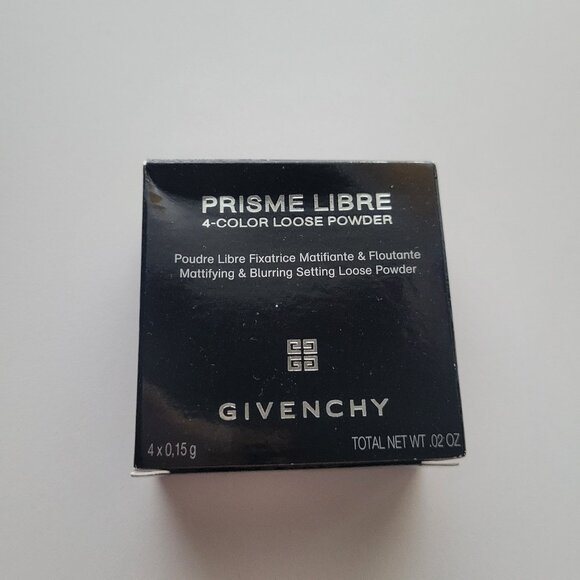 PRISME LIBRE
4-COLOR LOOSE POWDER
Poudre Libre Fixatrice Matifiante & Floutante
Mattifying & Blurring Setting Loose Powder
GIVENCHY
4 x 0,15 g
TOTAL NET WT .02 OZ